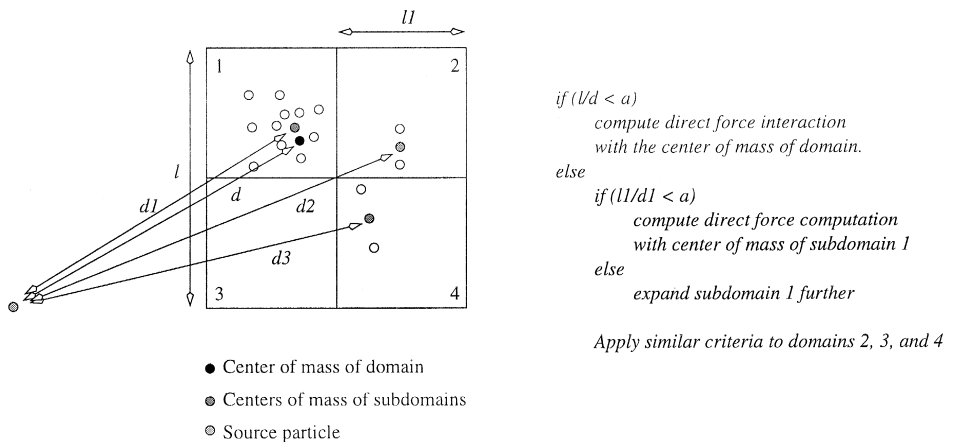 l1
1
2
l
d1
d
d2
d3
3
4
Center of mass of domain
Centers of mass of subdomains
Source particle
if (l/d < a)
compute direct force interaction
with the center of mass of domain.
else
if (l1/d1 < a)
compute direct force computation
with center of mass of subdomain 1
else
expand subdomain 1 further
Apply similar criteria to domains 2, 3, and 4